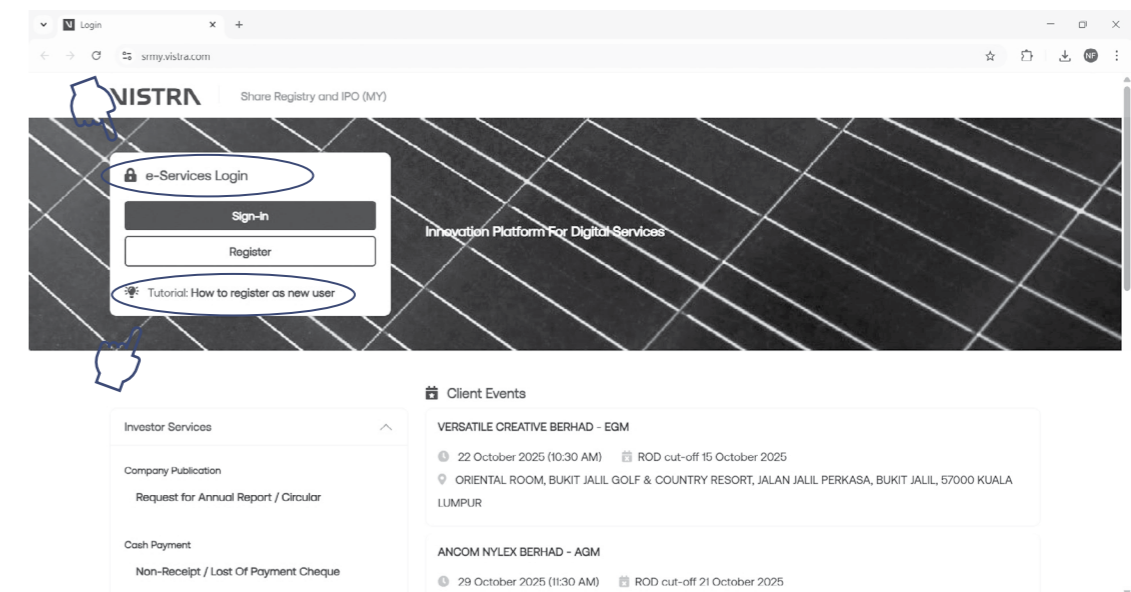 Login
srmy.vistra.com
NF
VISTRA
Share Registry and IPO (MY)
e-Services Login
Sign-In
Register
Tutorial: How to register as new user
Innovation Platform For Digital Services
Client Events
Investor Services
Company Publication
Request for Annual Report / Circular
Cash Payment
Non-Receipt / Lost Of Payment Cheque
VERSATILE CREATIVE BERHAD - EGM
22 October 2025 (10:30 AM) ROD cut-off 15 October 2025
ORIENTAL ROOM, BUKIT JALIL GOLF & COUNTRY RESORT, JALAN JALIL PERKASA, BUKIT JALIL, 57000 KUALA
LUMPUR
ANCOM NYLEX BERHAD - AGM
29 October 2025 (11:30 AM) ROD cut-off 21 October 2025